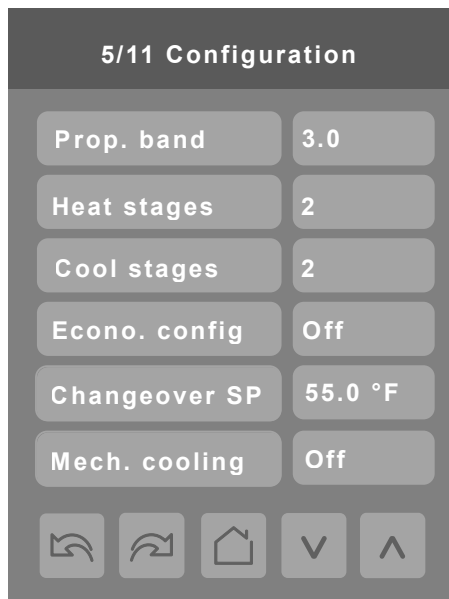 5/11 Configuration
Prop. band 3.0
Heat stages 2
Cool stages 2
Econo. config Off
Changeover SP 55.0 °F
Mech. cooling Off